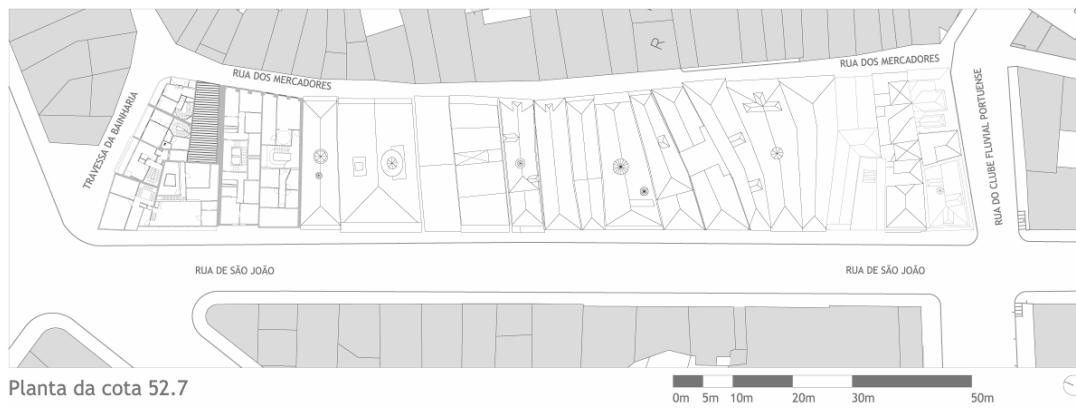 RUA DOS MERCADORES
RUA DOS MERCADORES
R
TRAVESSA DA BAINHARIA
RUA DO CLUBE FLUVIAL PORTUENSE
RUA DE SÃO JOÃO
RUA DE SÃO JOÃO
Planta da cota 52.7
0m 5m 10m 20m 30m 50m